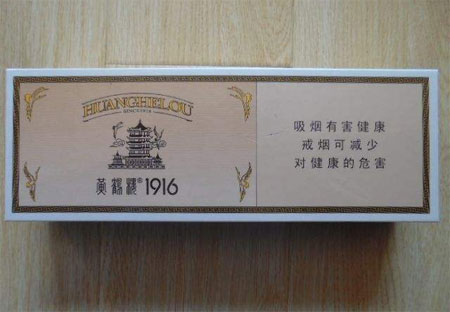 HUANGHELOU
黄鹤楼®1916
吸烟有害健康
戒烟可减少
对健康的危害